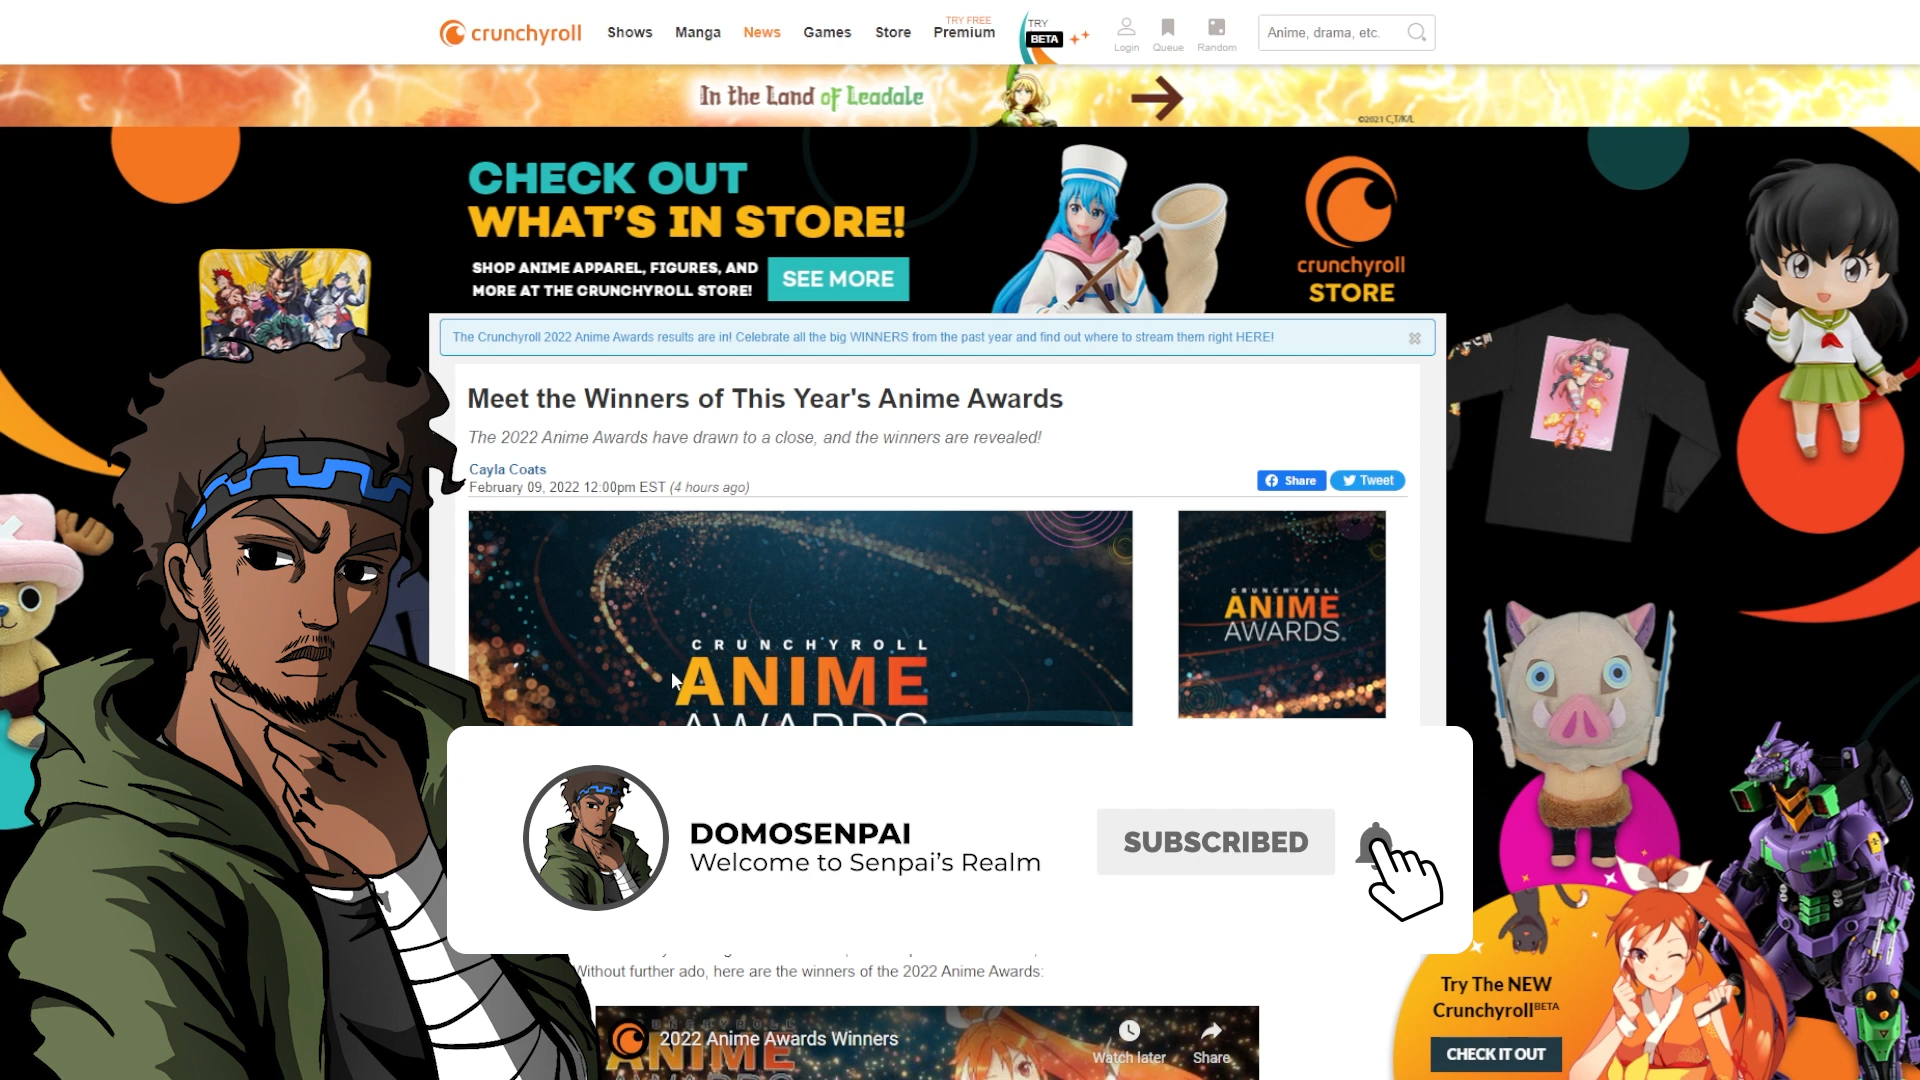 crunchyroll
Shows
Manga
News
Games
Store
TRY FREE
Premium
TRY
BETA
Login
Queue
Random
Anime, drama, etc.
In the Land of Leadale
©2021 C,T/K/L
CHECK OUT
WHAT'S IN STORE!
SHOP ANIME APPAREL, FIGURES, AND
MORE AT THE CRUNCHYROLL STORE!
SEE MORE
crunchyroll
STORE
The Crunchyroll 2022 Anime Awards results are in! Celebrate all the big WINNERS from the past year and find out where to stream them right HERE!
Meet the Winners of This Year's Anime Awards
The 2022 Anime Awards have drawn to a close, and the winners are revealed!
Cayla Coats
February 09, 2022 12:00pm EST (4 hours ago)
Share
Tweet
CRUNCHYROLL
ANIME
AWARDS
CRUNCHYROLL
ANIME
AWARDS
DOMOSENPAI
Welcome to Senpai's Realm
SUBSCRIBED
Without further ado, here are the winners of the 2022 Anime Awards:
2022 Anime Awards Winners
ANIME
Watch later
Share
Try The NEW
CrunchyrollBETA
CHECK IT OUT